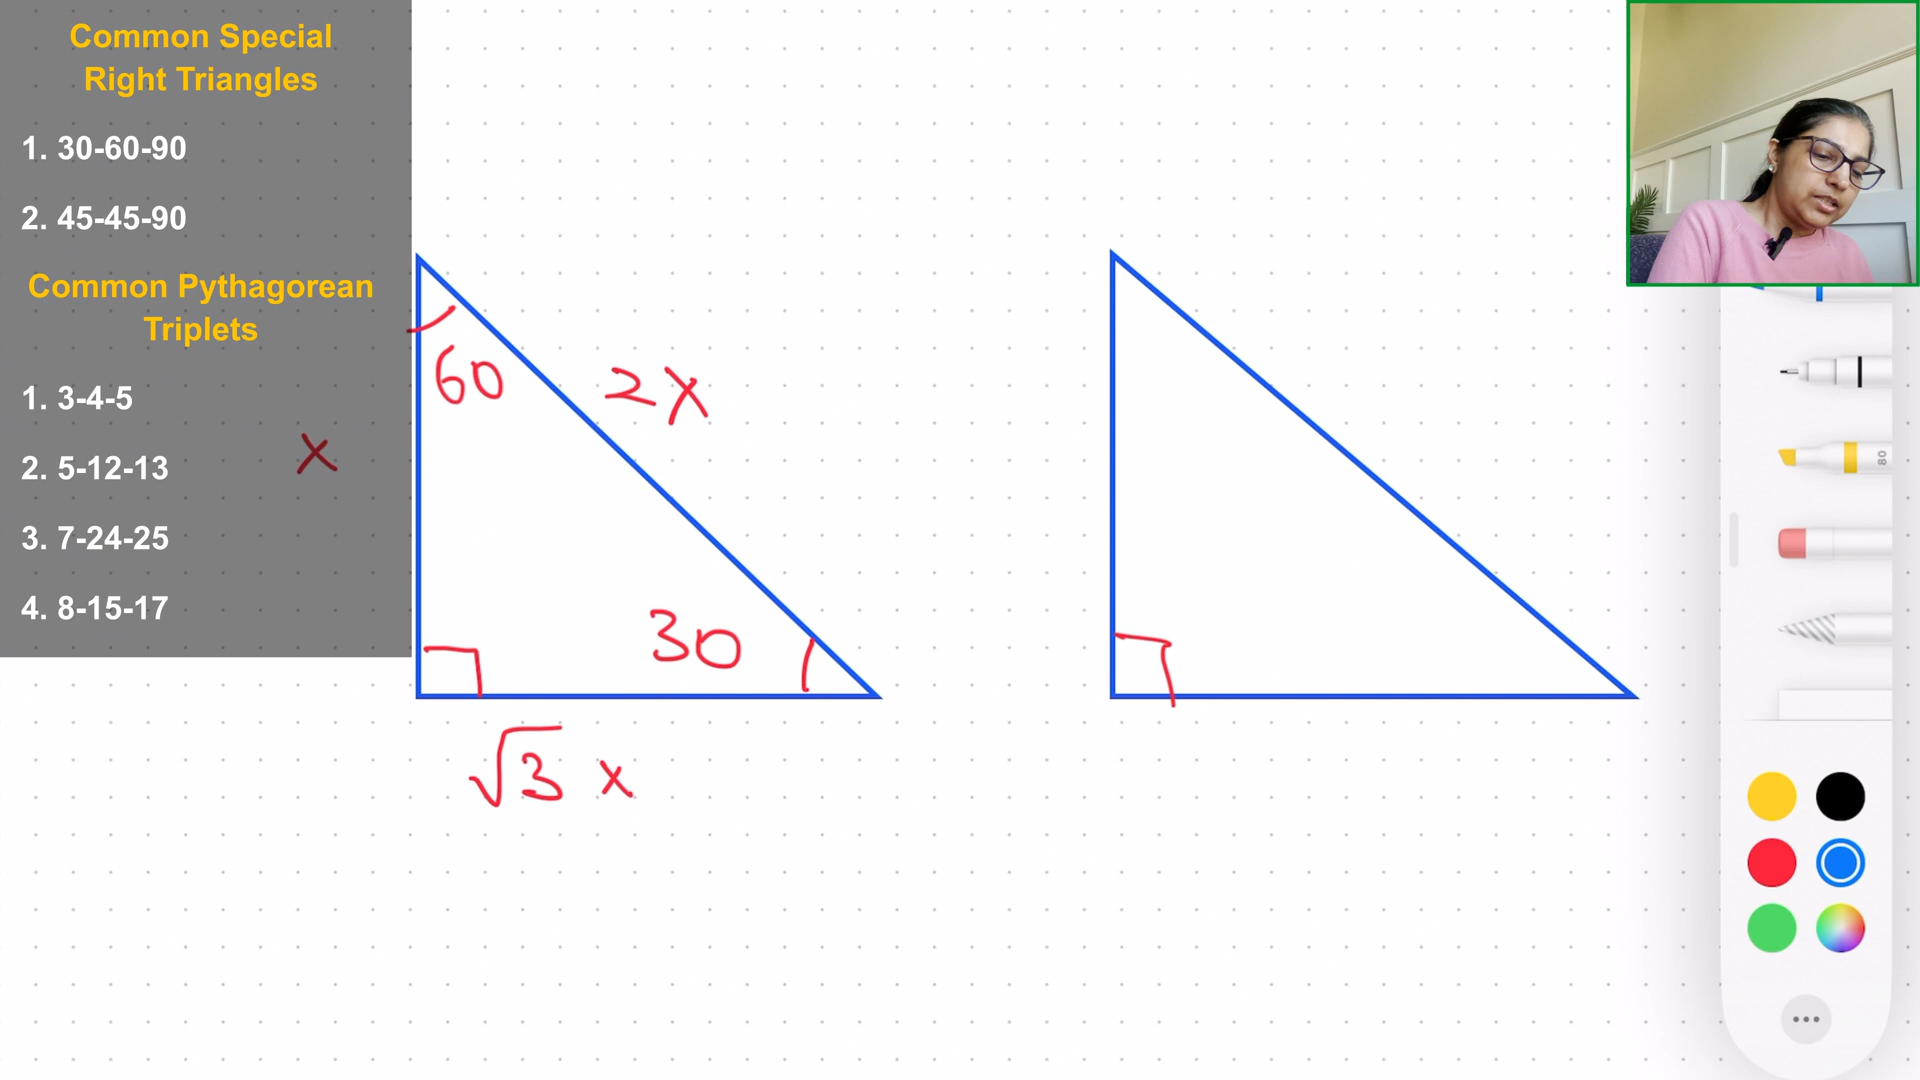 Common Special
Right Triangles
1. 30-60-90
2. 45-45-90
Common Pythagorean
Triplets
1. 3-4-5
2. 5-12-13
3. 7-24-25
4. 8-15-17
x
60
2x
30
√3 x
80